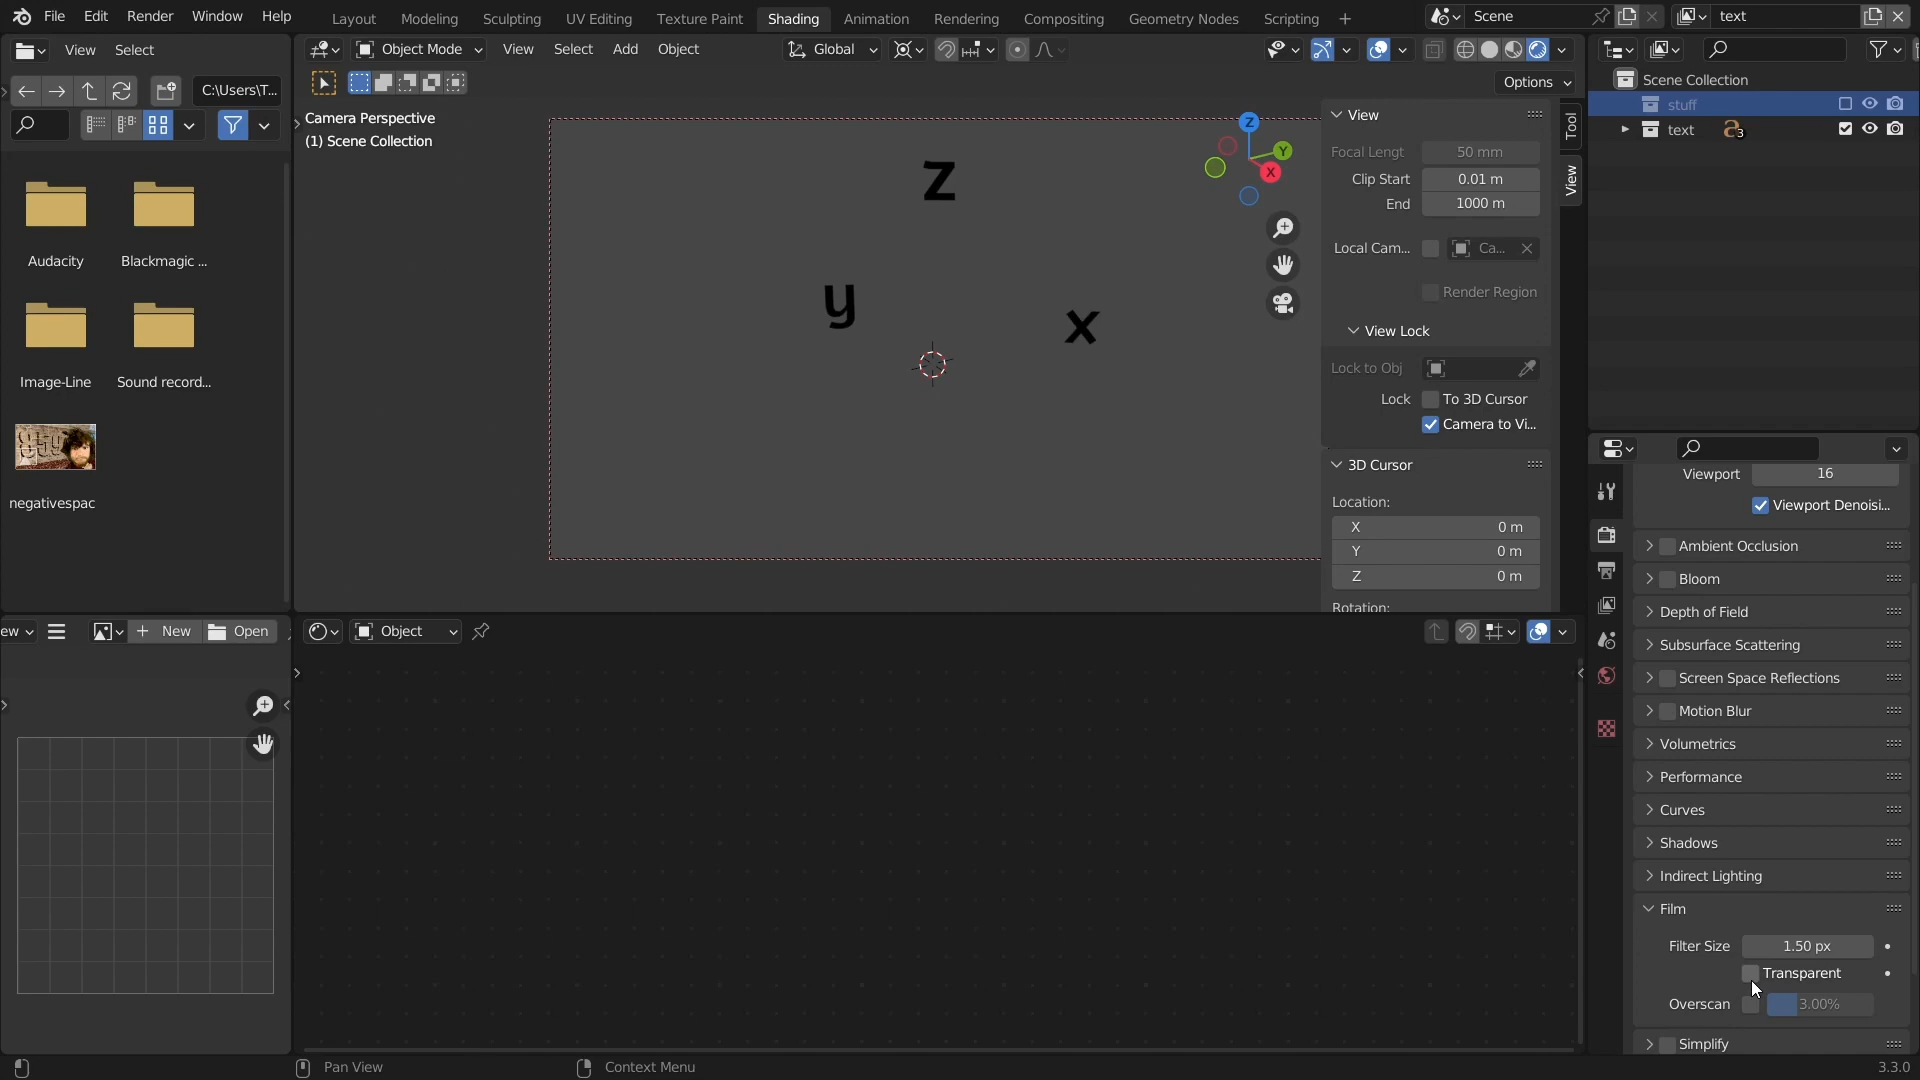 File Edit Render Window Help Layout Modeling Sculpting UV Editing Texture Paint Shading Animation Rendering Compositing Geometry Nodes Scripting + Scene text
View Select Object Mode View Select Add Object Global
C:\Users\T... Options
Camera Perspective
(1) Scene Collection
z
y
x
Audacity Blackmagic ...
Image-Line Sound record...
negativespac
Tool
View
View
Focal Lengt 50 mm
Clip Start 0.01 m
End 1000 m
Local Cam... Ca...
Render Region
View Lock
Lock to Obj
Lock To 3D Cursor
Camera to Vi...
3D Cursor
Location:
X 0 m
Y 0 m
Z 0 m
Rotation:
Z
Y
X
Scene Collection
stuff
text 3
Viewport 16
Viewport Denoisi...
Ambient Occlusion
Bloom
Depth of Field
Subsurface Scattering
Screen Space Reflections
Motion Blur
Volumetrics
Performance
Curves
Shadows
Indirect Lighting
Film
Filter Size 1.50 px
Transparent
Overscan 3.00%
Simplify
ew New Open Object
Pan View Context Menu 3.3.0